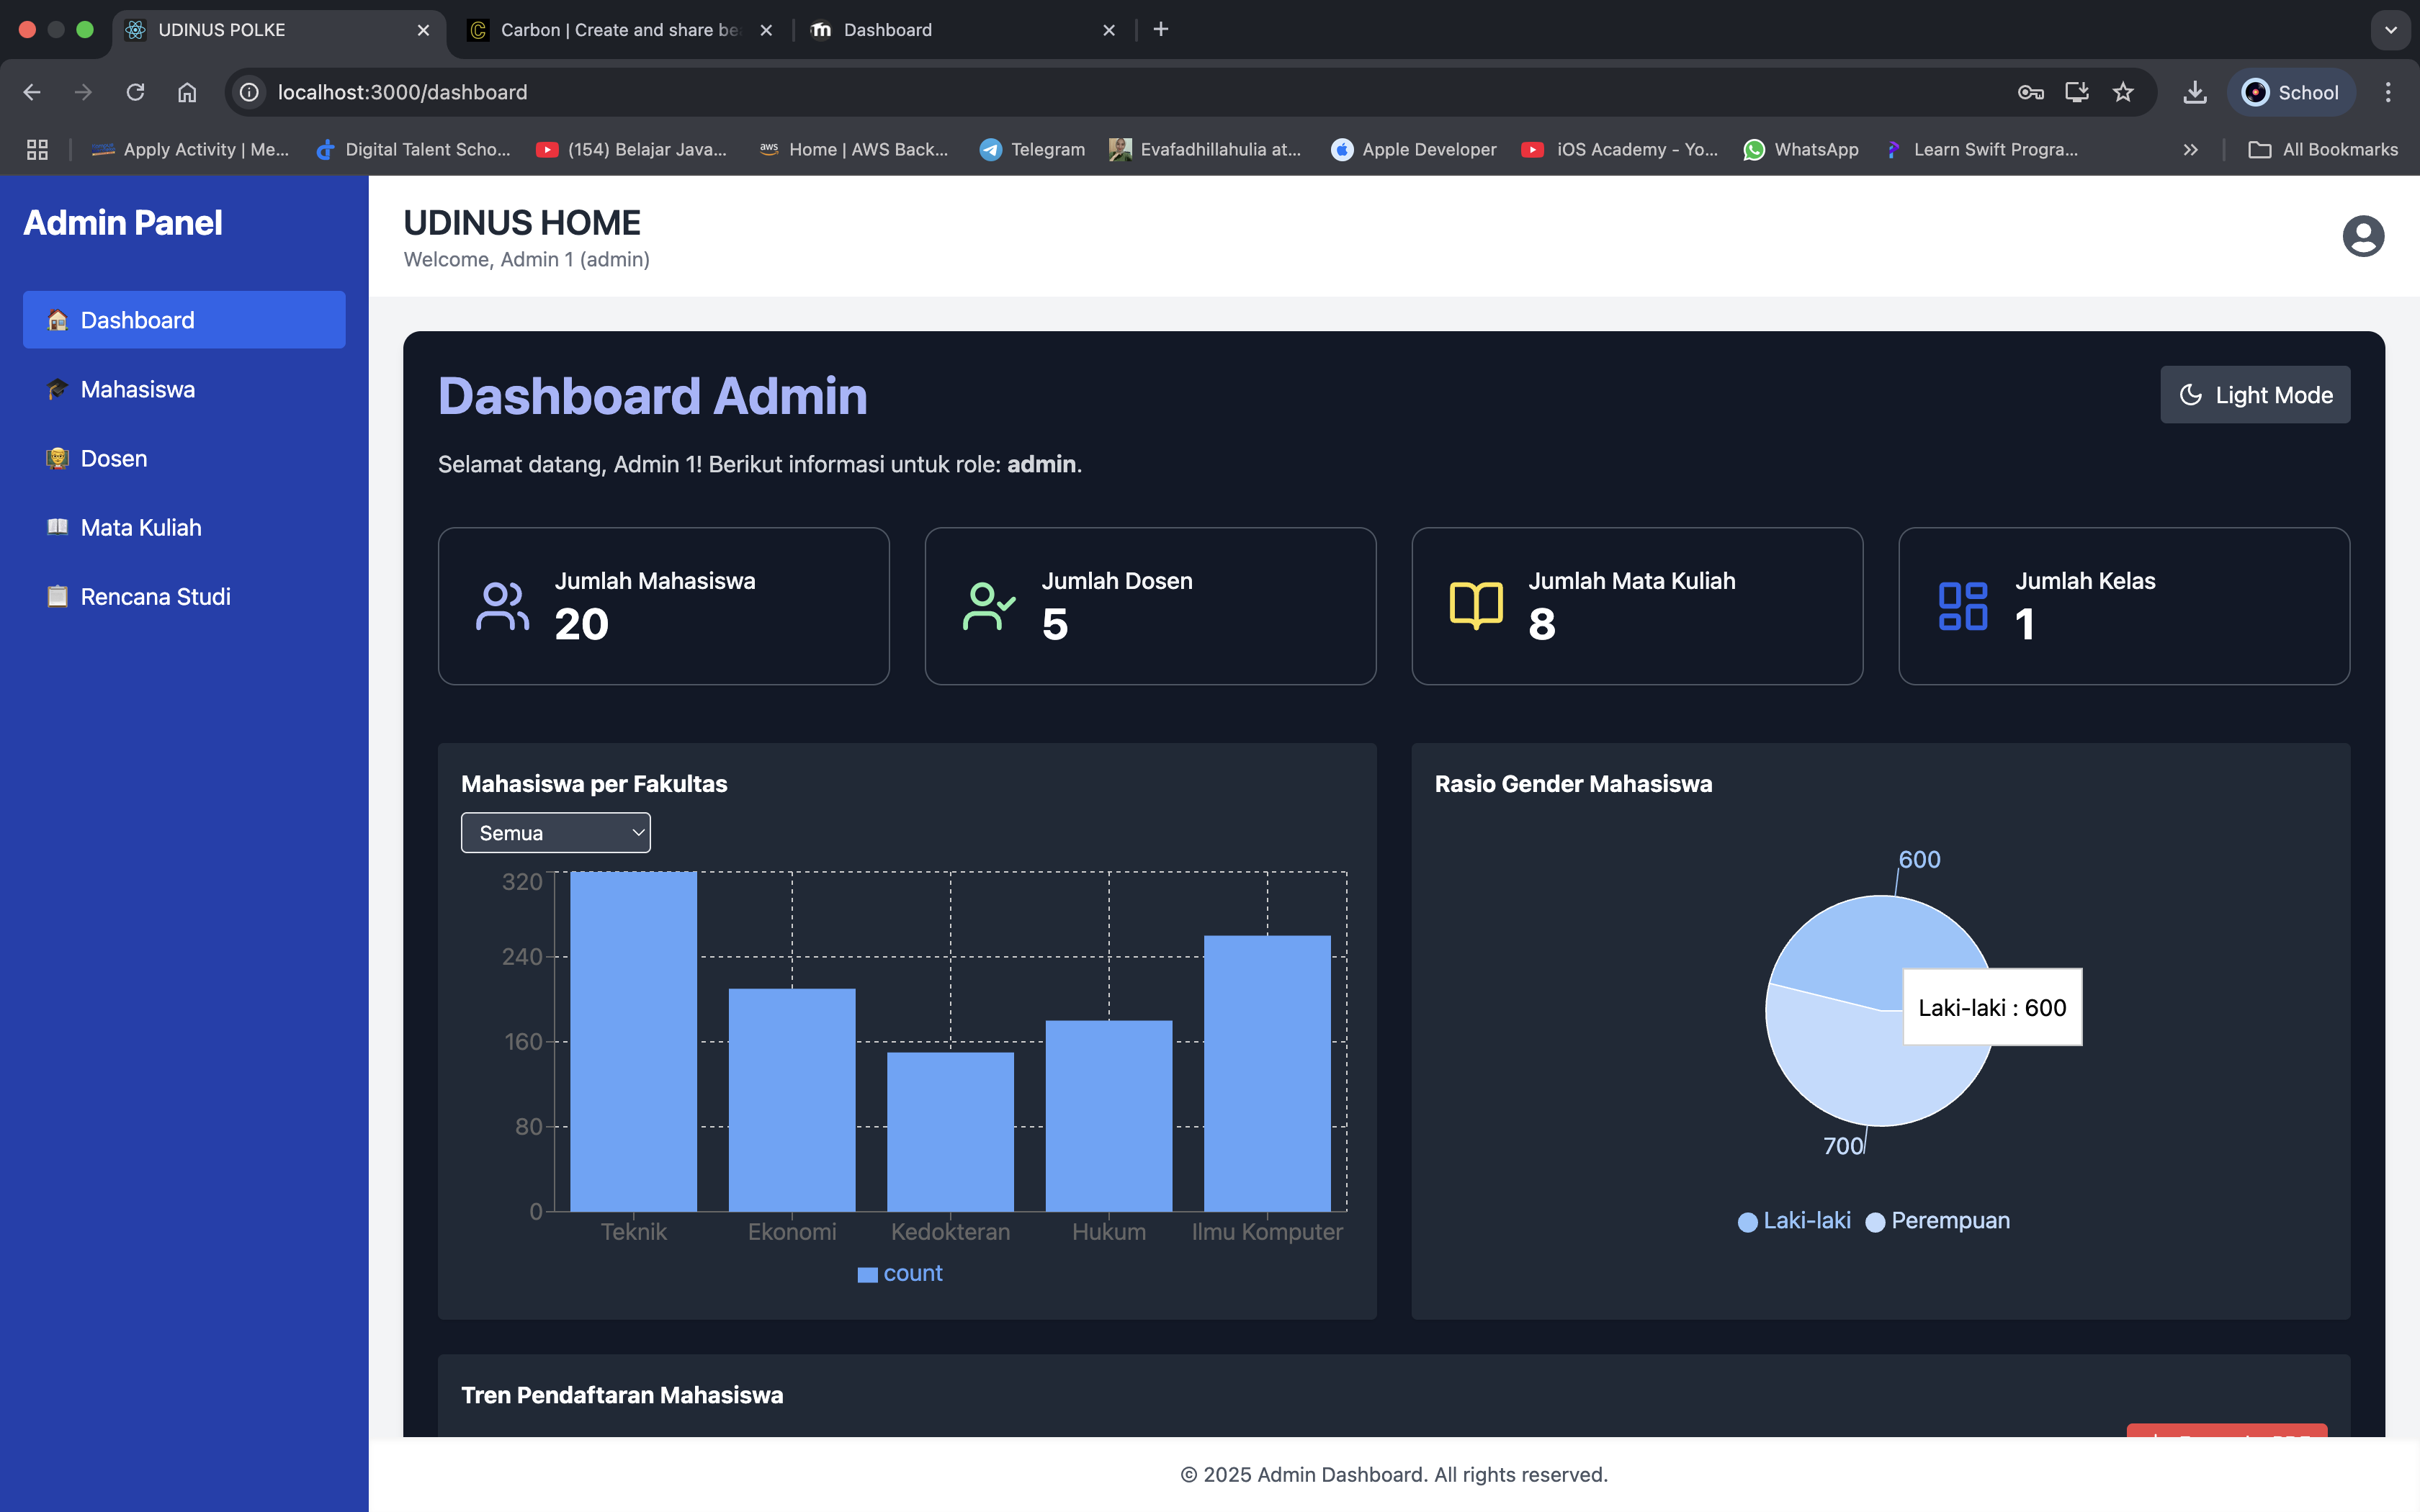 UDINUS POLKE
Carbon | Create and share be
Dashboard
localhost:3000/dashboard
School
Apply Activity | Me...
Digital Talent Scho...
(154) Belajar Java...
aws
Home | AWS Back...
Telegram
Evafadhillahulia at...
Apple Developer
iOS Academy - Yo...
WhatsApp
Learn Swift Progra...
All Bookmarks
Admin Panel
Dashboard
Mahasiswa
Dosen
Mata Kuliah
Rencana Studi
UDINUS HOME
Welcome, Admin 1 (admin)
Dashboard Admin
Light Mode
Selamat datang, Admin 1! Berikut informasi untuk role: admin.
Jumlah Mahasiswa
20
Jumlah Dosen
5
Jumlah Mata Kuliah
8
Jumlah Kelas
1
Mahasiswa per Fakultas
Semua
320
240
160
80
0
Teknik
Ekonomi
Kedokteran
Hukum
Ilmu Komputer
count
Rasio Gender Mahasiswa
600
Laki-laki : 600
700
Laki-laki
Perempuan
Tren Pendaftaran Mahasiswa
© 2025 Admin Dashboard. All rights reserved.